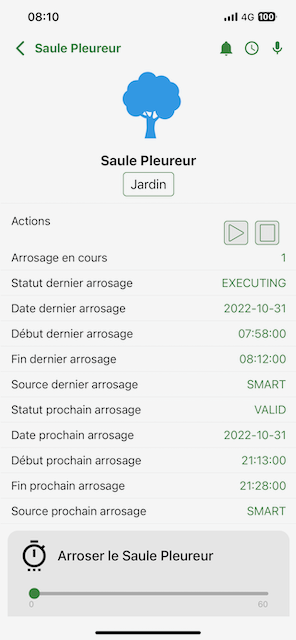 08:10 4G 100
Saule Pleureur
Saule Pleureur
Jardin
Actions
Arrosage en cours 1
Statut dernier arrosage EXECUTING
Date dernier arrosage 2022-10-31
Début dernier arrosage 07:58:00
Fin dernier arrosage 08:12:00
Source dernier arrosage SMART
Statut prochain arrosage VALID
Date prochain arrosage 2022-10-31
Début prochain arrosage 21:13:00
Fin prochain arrosage 21:28:00
Source prochain arrosage SMART
Arroser le Saule Pleureur
0 60